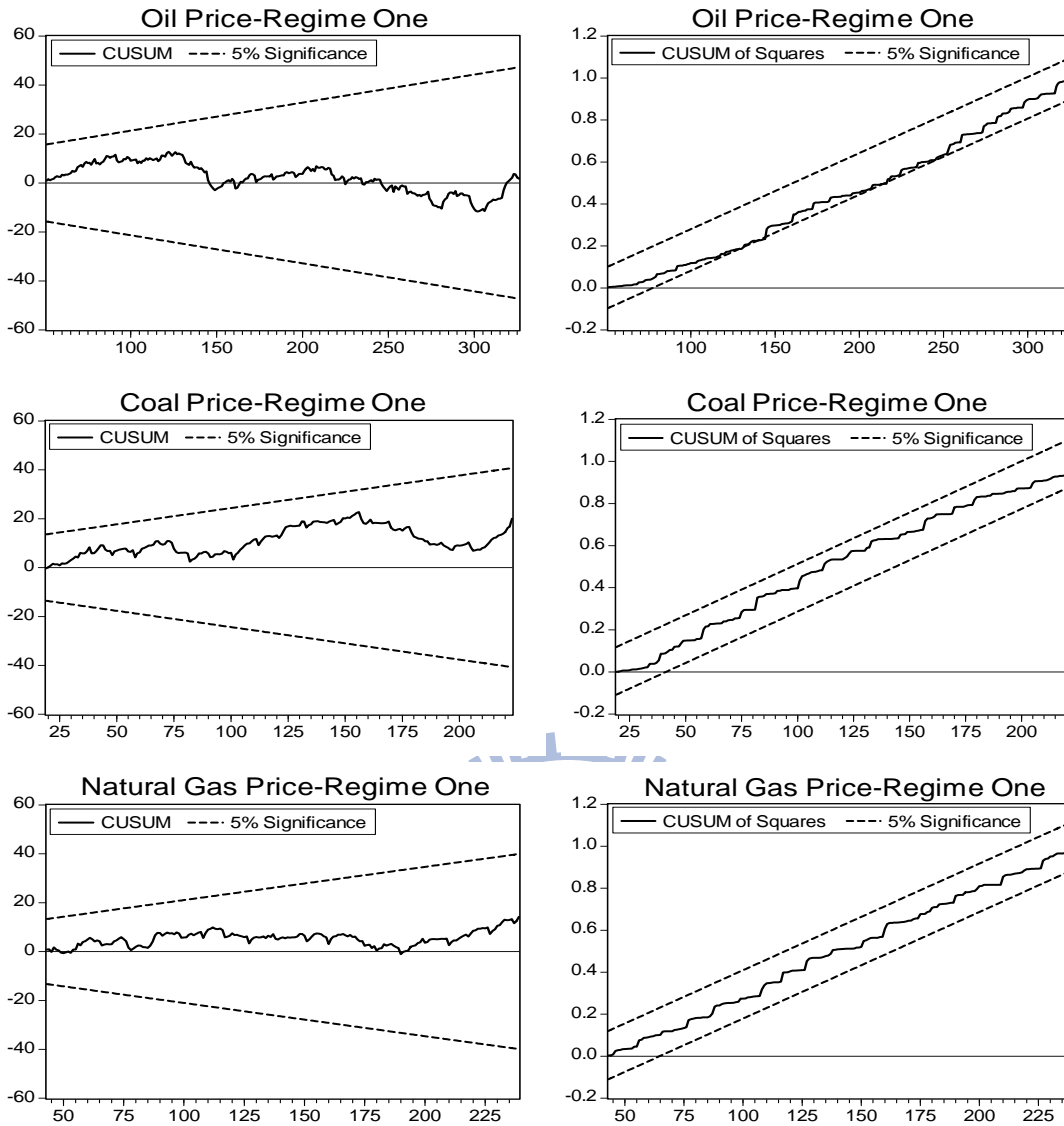 Oil Price-Regime One
CUSUM 5% Significance
60
40
20
0
-20
-40
-60
100 150 200 250 300
Oil Price-Regime One
CUSUM of Squares 5% Significance
1.2
1.0
0.8
0.6
0.4
0.2
0.0
-0.2
100 150 200 250 300
Coal Price-Regime One
CUSUM 5% Significance
60
40
20
0
-20
-40
-60
25 50 75 100 125 150 175 200
Coal Price-Regime One
CUSUM of Squares 5% Significance
1.2
1.0
0.8
0.6
0.4
0.2
0.0
-0.2
25 50 75 100 125 150 175 200
Natural Gas Price-Regime One
CUSUM 5% Significance
60
40
20
0
-20
-40
-60
50 75 100 125 150 175 200 225
Natural Gas Price-Regime One
CUSUM of Squares 5% Significance
1.2
1.0
0.8
0.6
0.4
0.2
0.0
-0.2
50 75 100 125 150 175 200 225